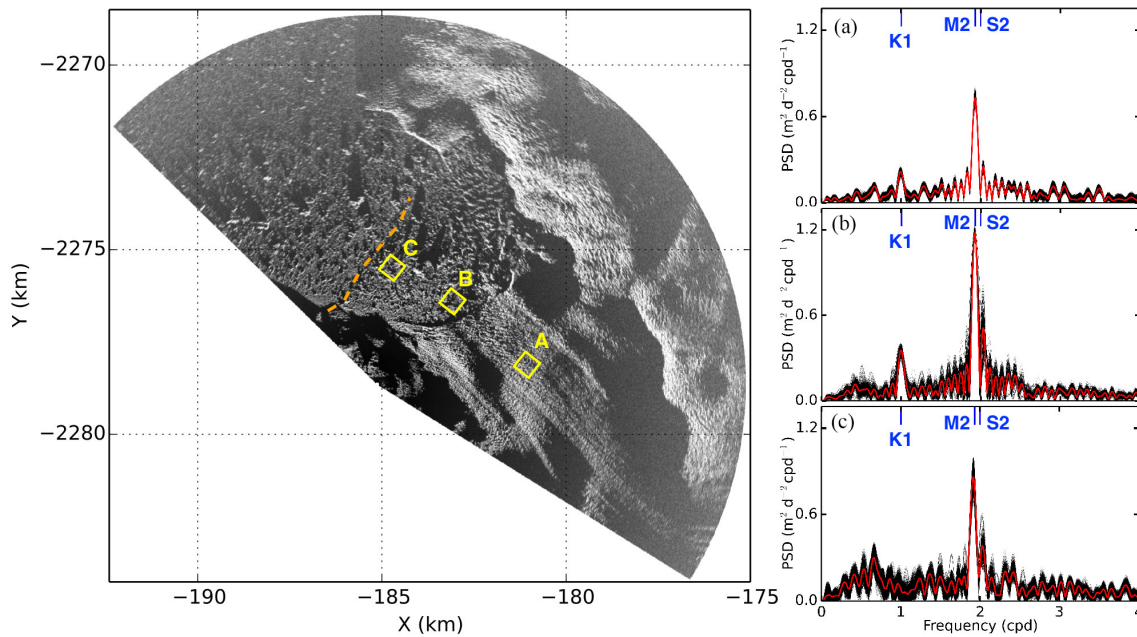 −2270
−2275
−2280
Y (km)
−190
−185
−180
−175
X (km)
C
B
A
(a)
K1
M2
S2
1.2
0.6
0.0
PSD (m² d⁻² cpd⁻¹)
(b)
K1
M2
S2
1.2
0.6
0.0
PSD (m² d⁻² cpd⁻¹)
(c)
K1
M2
S2
1.2
0.6
0.0
PSD (m² d⁻² cpd⁻¹)
0
1
2
3
4
Frequency (cpd)